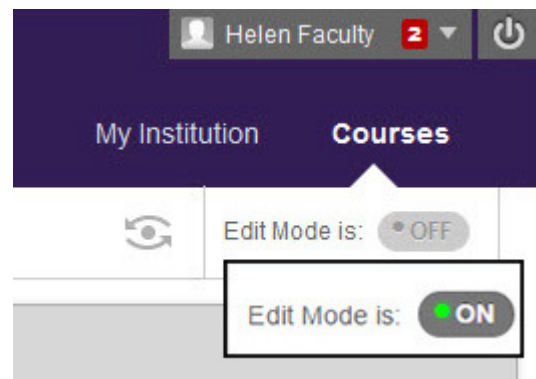 Helen Faculty 2
My Institution Courses
Edit Mode is: OFF
Edit Mode is: ON